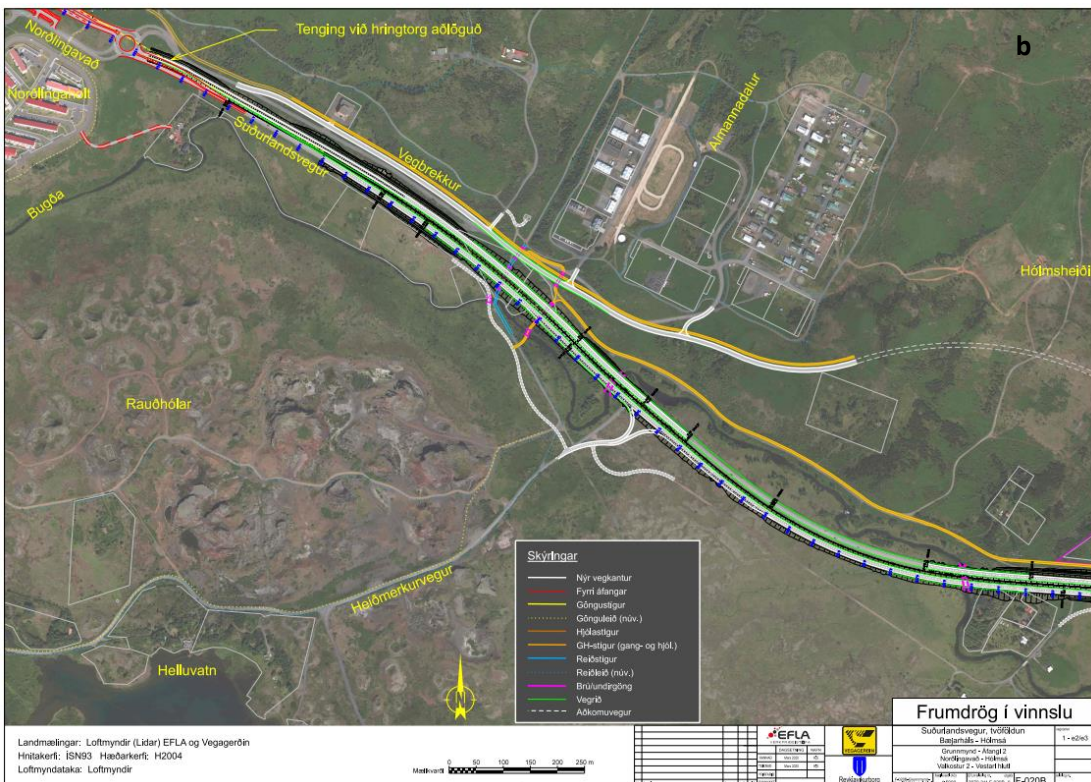 b
Norðlingavað
Tenging við hringtorg aðlöguð
Norðlingaholt
Suðurlandsvegur
Vegbrekkur
Almannadalur
Bugða
Hólmsheiði
Rauðhólar
Heiðmerkurvegur
Helluvatn
Skýringar
Nýr vegkantur
Fyrri áfangar
Göngustígur
Gönguleið (núv.)
Hjólastígur
GH-stígur (gang- og hjól.)
Reiðstígur
Reiðleið (núv.)
Brú/undirgöng
Vegrið
Aðkomuvegur
N
Landmælingar: Loftmyndir (Lidar) EFLA og Vegagerðin
Hnitakerfi: ÍSN93 Hæðarkerfi: H2004
Loftmyndataka: Loftmyndir
Mælikvarði 0 50 100 150 200 250 m
EFLA
VEGAGERÐIN
Reykjavíkurborg
Frumdrög í vinnslu
Suðurlandsvegur, tvöföldun
Bæjarháls - Hólmsá
Grunnmynd - Áfangi 2
Norðlingavað - Hólmsá
Valkostur 2 - Vestari hluti